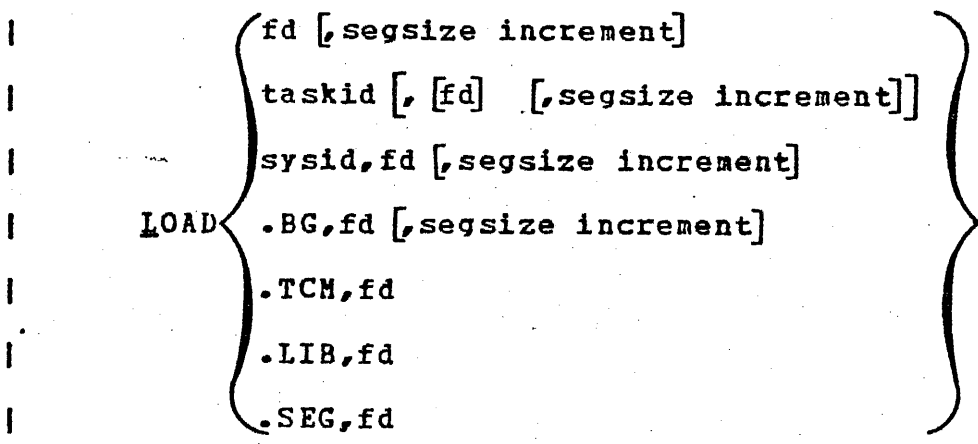 fd [,segsize increment]
taskid [, [fd] [,segsize increment]]
sysid,fd [,segsize increment]
LOAD .BG,fd [,segsize increment]
.TCM,fd
.LIB,fd
.SEG,fd